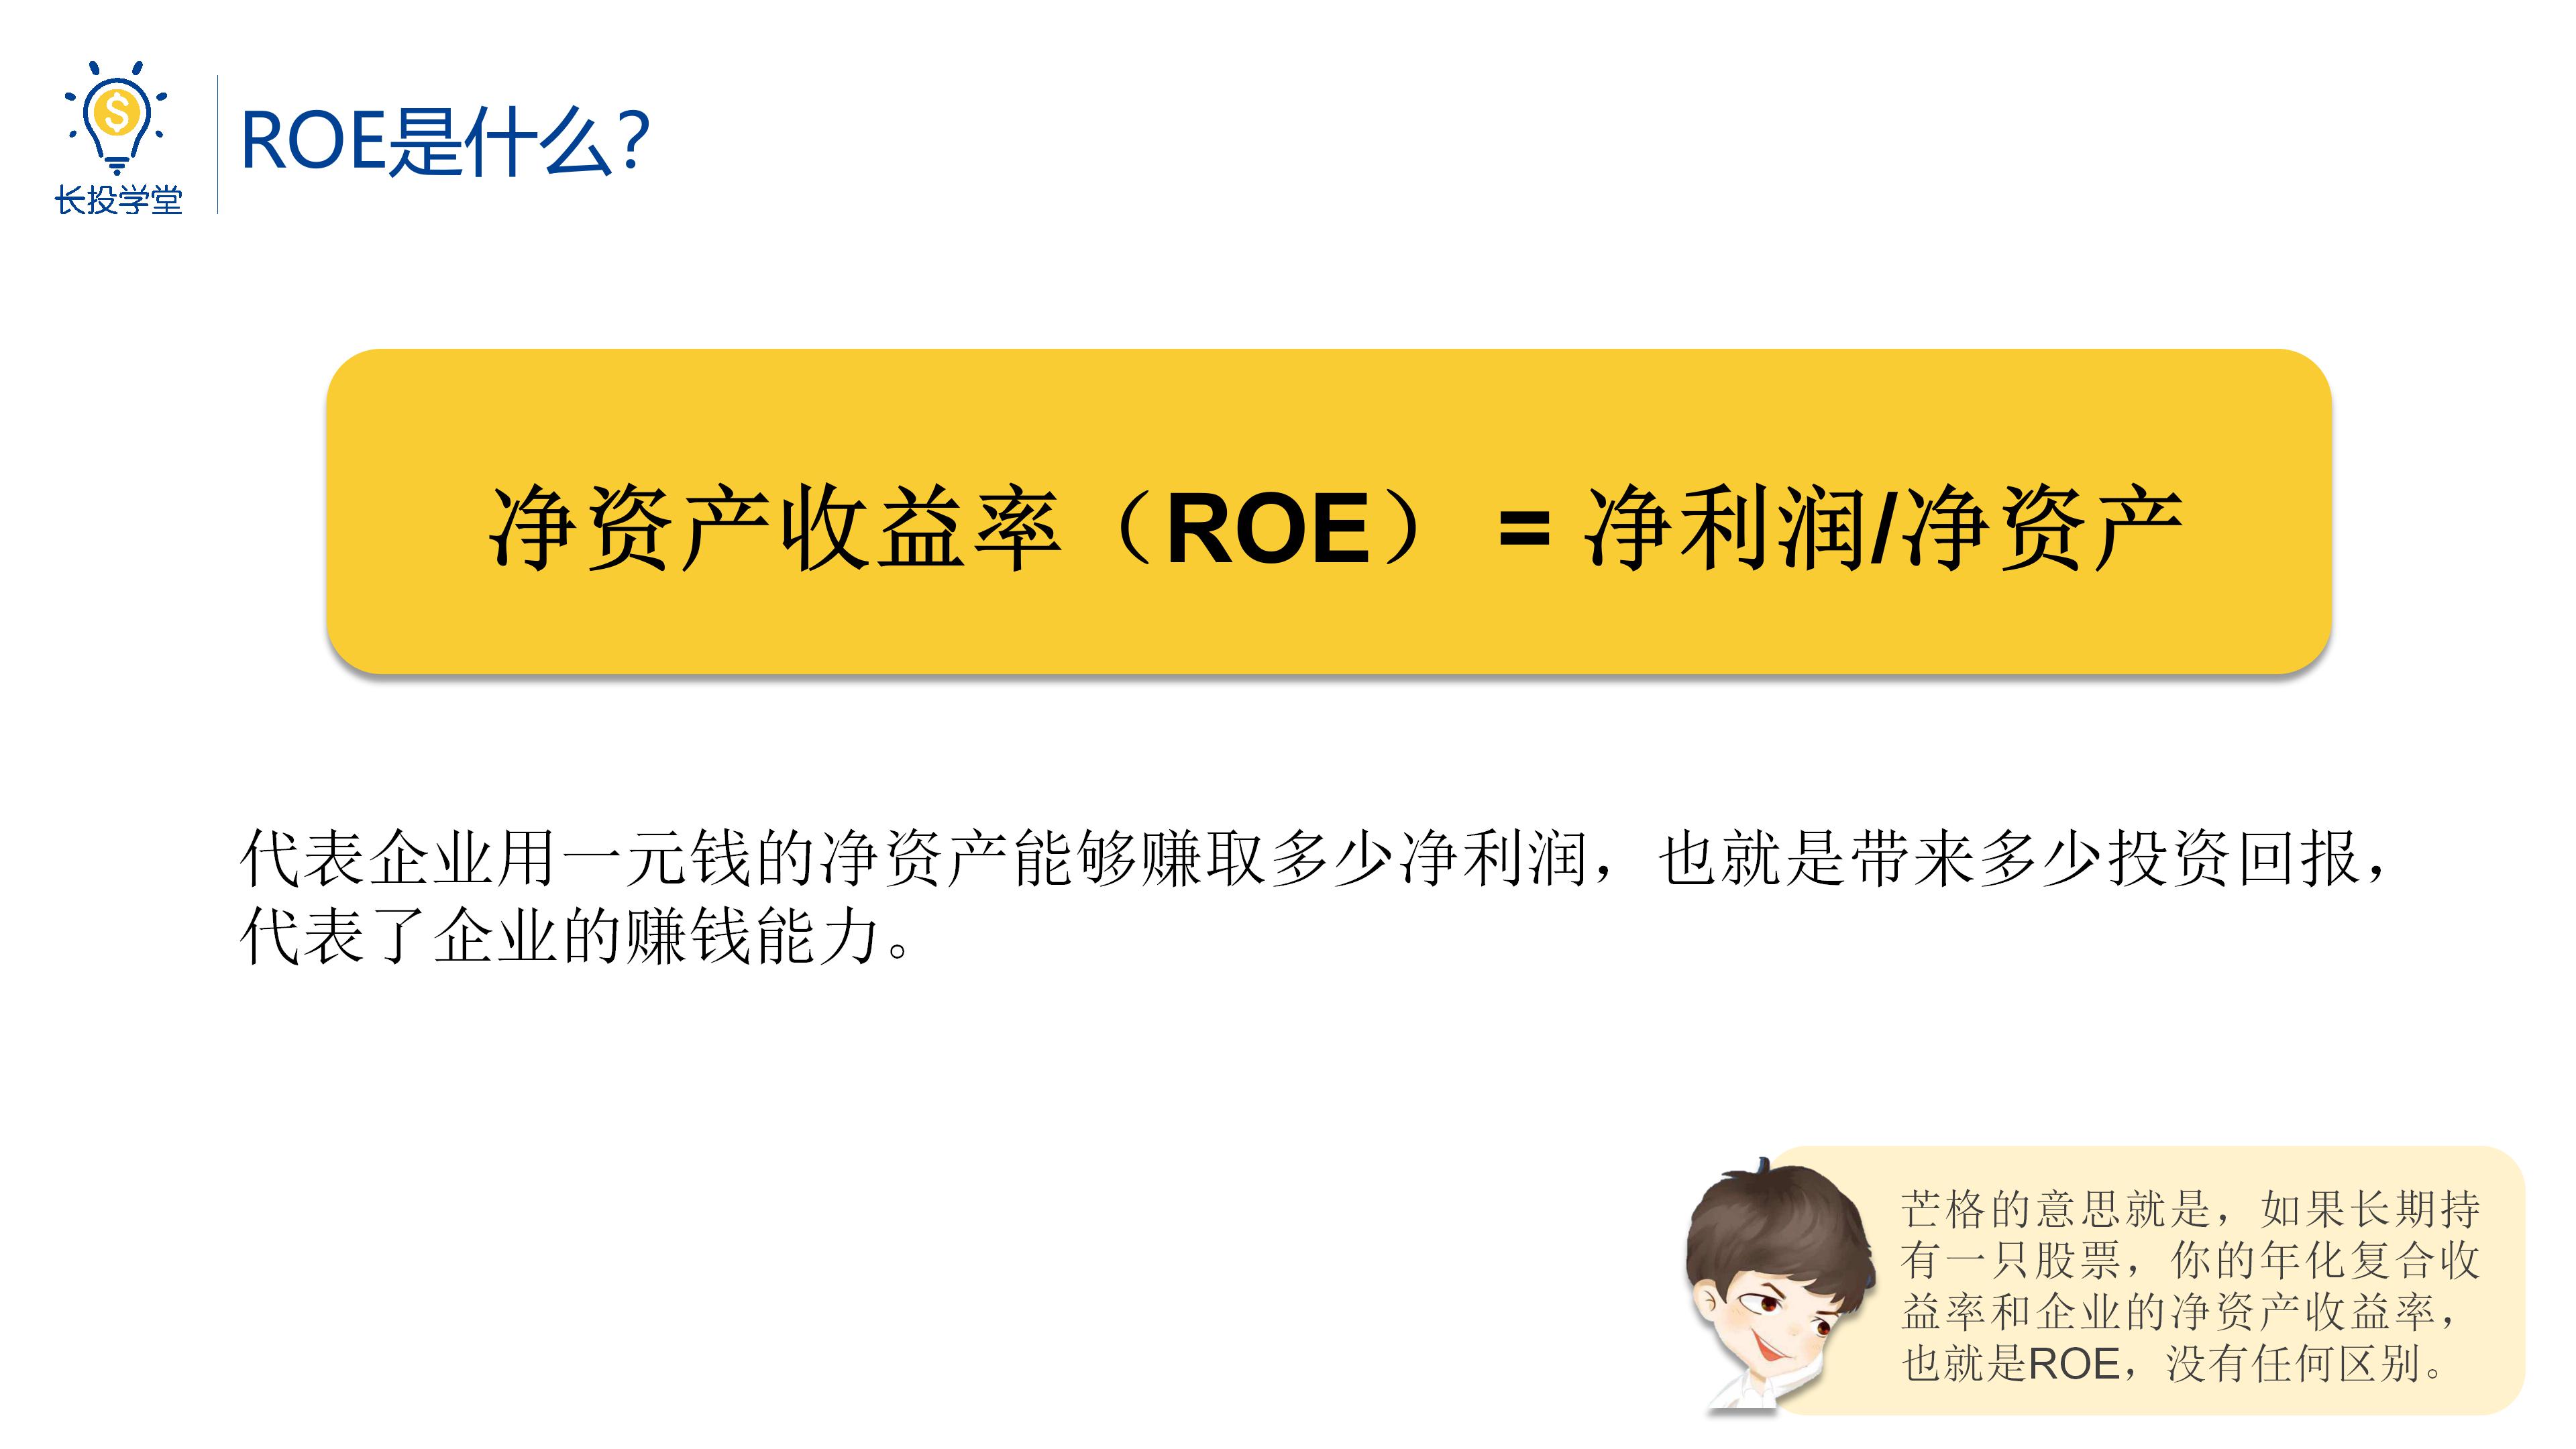 长投学堂
ROE是什么？
净资产收益率（ROE） = 净利润/净资产
代表企业用一元钱的净资产能够赚取多少净利润，也就是带来多少投资回报，
代表了企业的赚钱能力。
芒格的意思就是，如果长期持
有一只股票，你的年化复合收
益率和企业的净资产收益率，
也就是ROE，没有任何区别。